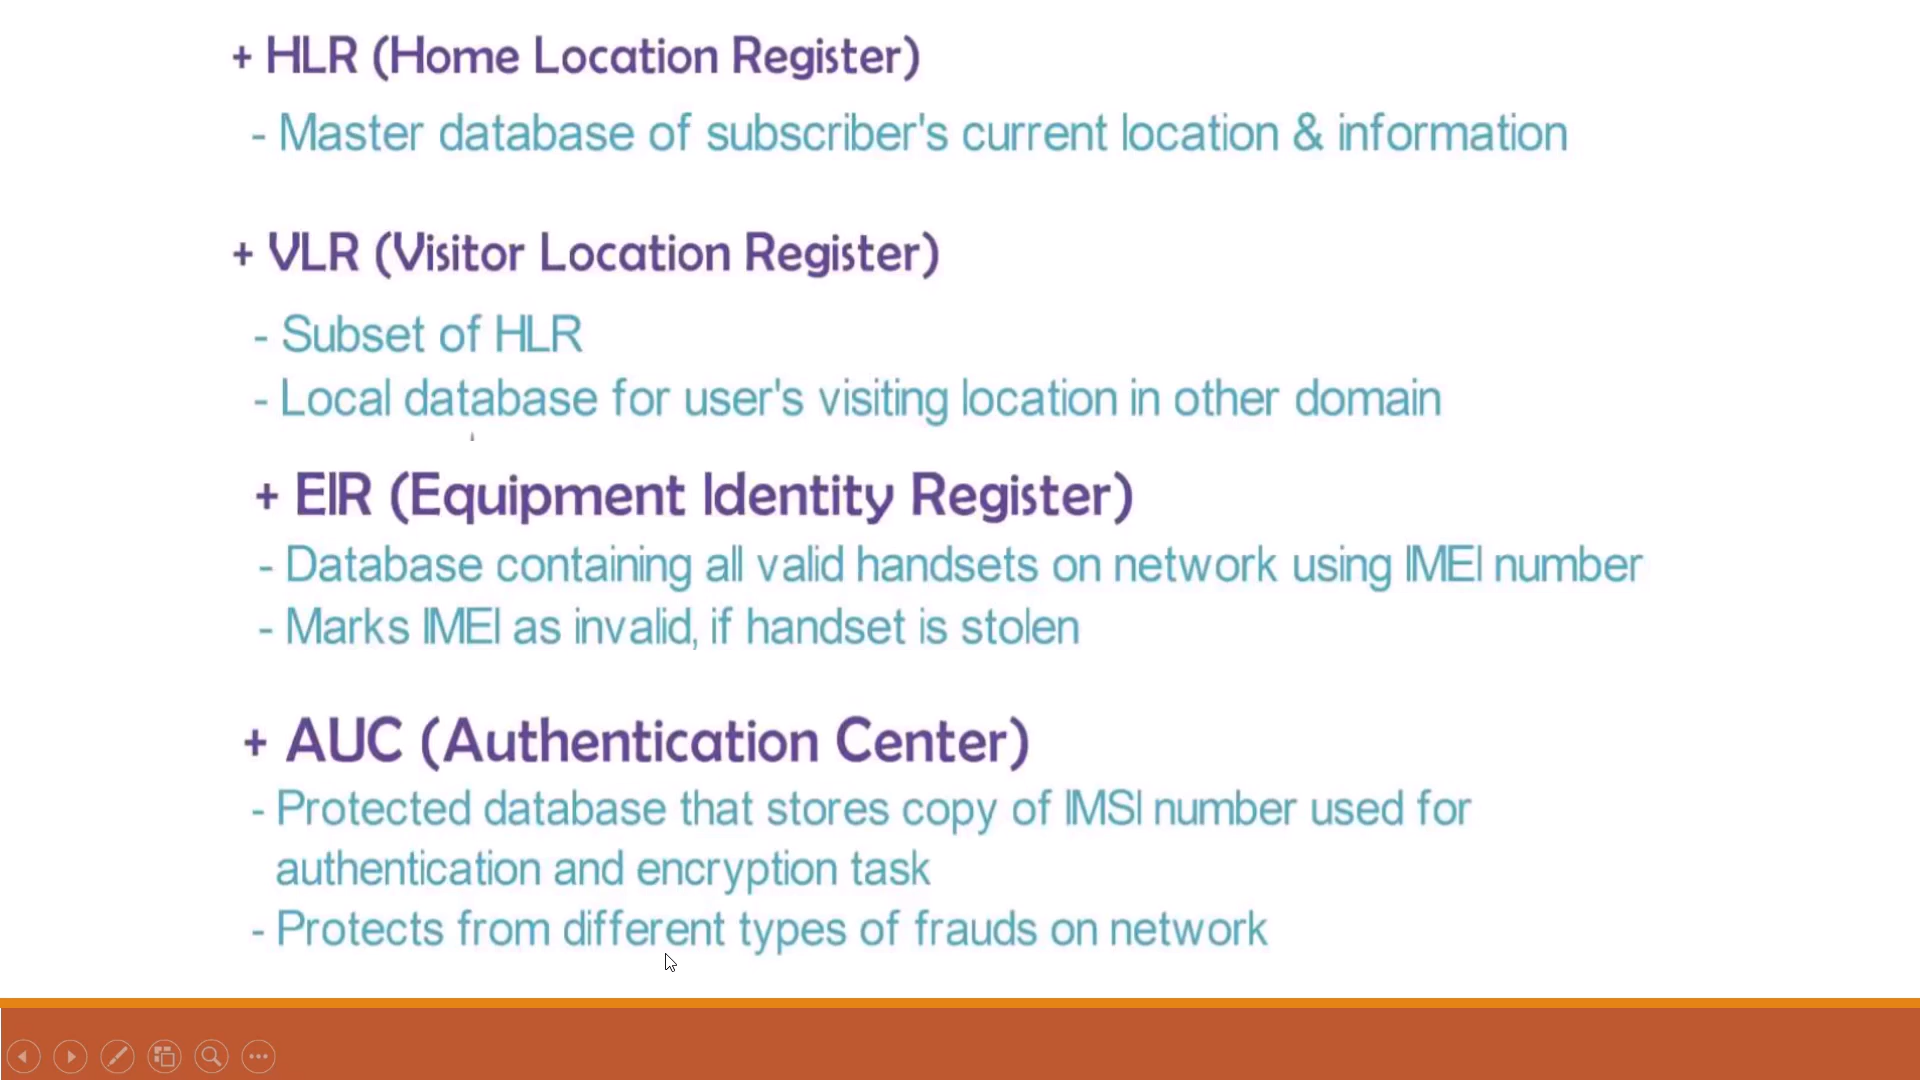 + HLR (Home Location Register)
- Master database of subscriber's current location & information
+ VLR (Visitor Location Register)
- Subset of HLR
- Local database for user's visiting location in other domain
+ EIR (Equipment Identity Register)
- Database containing all valid handsets on network using IMEI number
- Marks IMEI as invalid, if handset is stolen
+ AUC (Authentication Center)
- Protected database that stores copy of IMSI number used for
authentication and encryption task
- Protects from different types of frauds on network